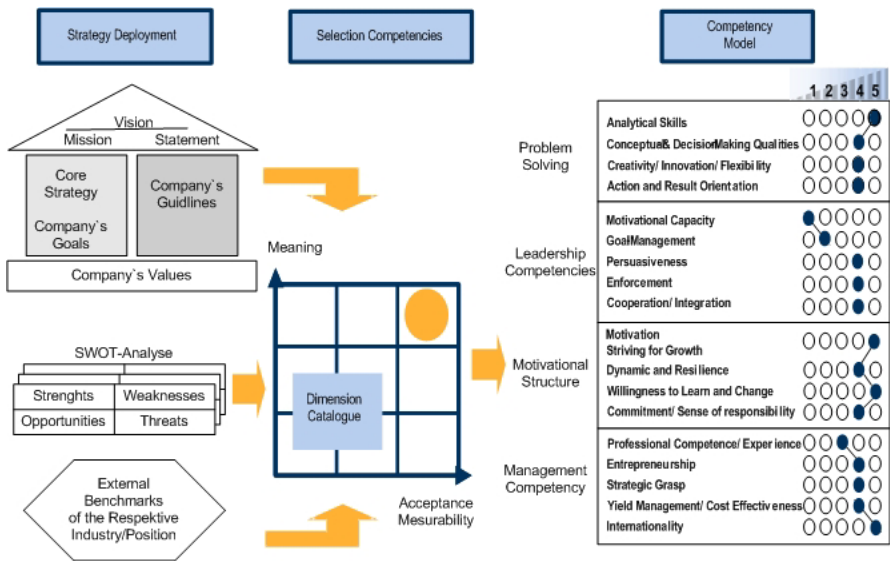 Strategy Deployment
Selection Competencies
Competency
Model
Vision
Mission
Statement
Core
Strategy
Company`s
Goals
Company`s
Guidlines
Company`s Values
SWOT-Analyse
Strenghts
Weaknesses
Opportunities
Threats
External
Benchmarks
of the Respektive
Industry/Position
Meaning
Dimension
Catalogue
Acceptance
Mesurability
1 2 3 4 5
Problem
Solving
Analytical Skills
Conceptual& DecisionMaking Qualities
Creativity/ Innovation/ Flexibility
Action and Result Orientation
Leadership
Competencies
Motivational Capacity
GoalManagement
Persuasiveness
Enforcement
Cooperation/ Integration
Motivational
Structure
Motivation
Striving for Growth
Dynamic and Resilience
Willingness to Learn and Change
Commitment/ Sense of responsibility
Management
Competency
Professional Competence/ Experience
Entrepreneurship
Strategic Grasp
Yield Management/ Cost Effectiveness
Internationality